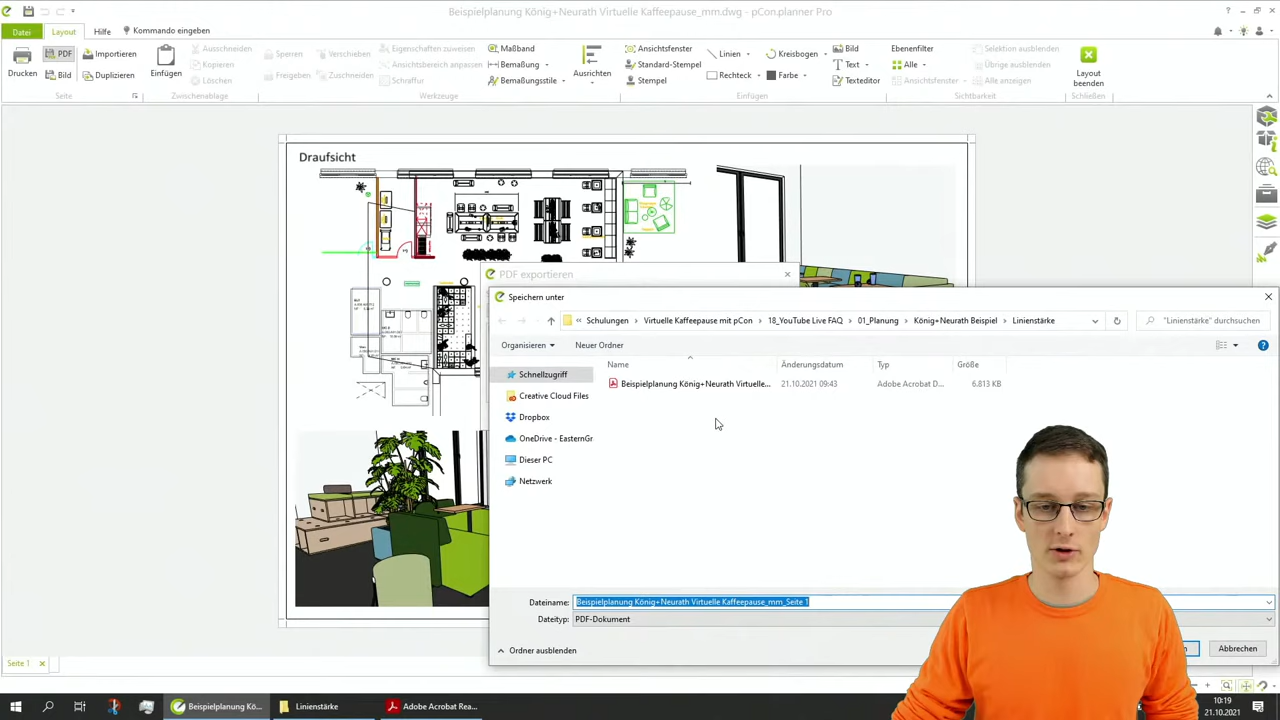 Beispielplanung König+Neurath Virtuelle Kaffeepause_mm.dwg - pCon.planner Pro
Datei Layout Hilfe Kommando eingeben
Drucken PDF Bild Importieren Duplizieren
Einfügen Ausschneiden Kopieren Löschen
Sperren Freigeben Verschieben Zuschneiden
Eigenschaften zuweisen Ansichtsbereich anpassen Schraffur
Maßband Bemaßung Bemaßungsstile Ausrichten
Ansichtsfenster Standard-Stempel Stempel
Linien Rechteck Kreisbogen Farbe
Bild Text Texteditor
Ebenenfilter Alle Ansichtsfenster
Selektion ausblenden Übrige ausblenden Alle anzeigen
Layout beenden
Seite Zwischenablage Werkzeuge Einfügen Sichtbarkeit Schließen
Draufsicht
PDF exportieren
Speichern unter
« Schulungen > Virtuelle Kaffeepause mit pCon > 18_YouTube Live FAQ > 01_Planung > König+Neurath Beispiel > Linienstärke
"Linienstärke" durchsuchen
Organisieren Neuer Ordner
Name Änderungsdatum Typ Größe
Beispielplanung König+Neurath Virtuelle... 21.10.2021 09:43 Adobe Acrobat D... 6.813 KB
Schnellzugriff
Creative Cloud Files
Dropbox
OneDrive - EasternGr
Dieser PC
Netzwerk
Dateiname: Beispielplanung König+Neurath Virtuelle Kaffeepause_mm_Seite 1
Dateityp: PDF-Dokument
Ordner ausblenden
Abbrechen
Seite 1
Beispielplanung Kö...
Linienstärke
Adobe Acrobat Rea...
10:19
21.10.2021